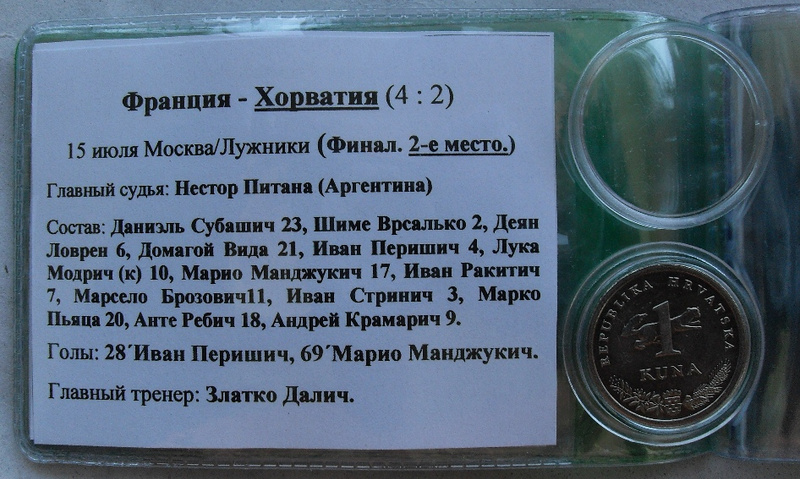 Франция - Хорватия (4 : 2)
15 июля Москва/Лужники (Финал. 2-е место.)
Главный судья: Нестор Питана (Аргентина)
Состав: Даниэль Субашич 23, Шиме Врсалько 2, Деян
Ловрен 6, Домагой Вида 21, Иван Перишич 4, Лука
Модрич (к) 10, Марио Манджукич 17, Иван Ракитич
7, Марсело Брозович11, Иван Стринич 3, Марко
Пьяца 20, Анте Ребич 18, Андрей Крамарич 9.
Голы: 28´Иван Перишич, 69´Марио Манджукич.
Главный тренер: Златко Далич.
REPUBLIKA HRVATSKA
1
KUNA